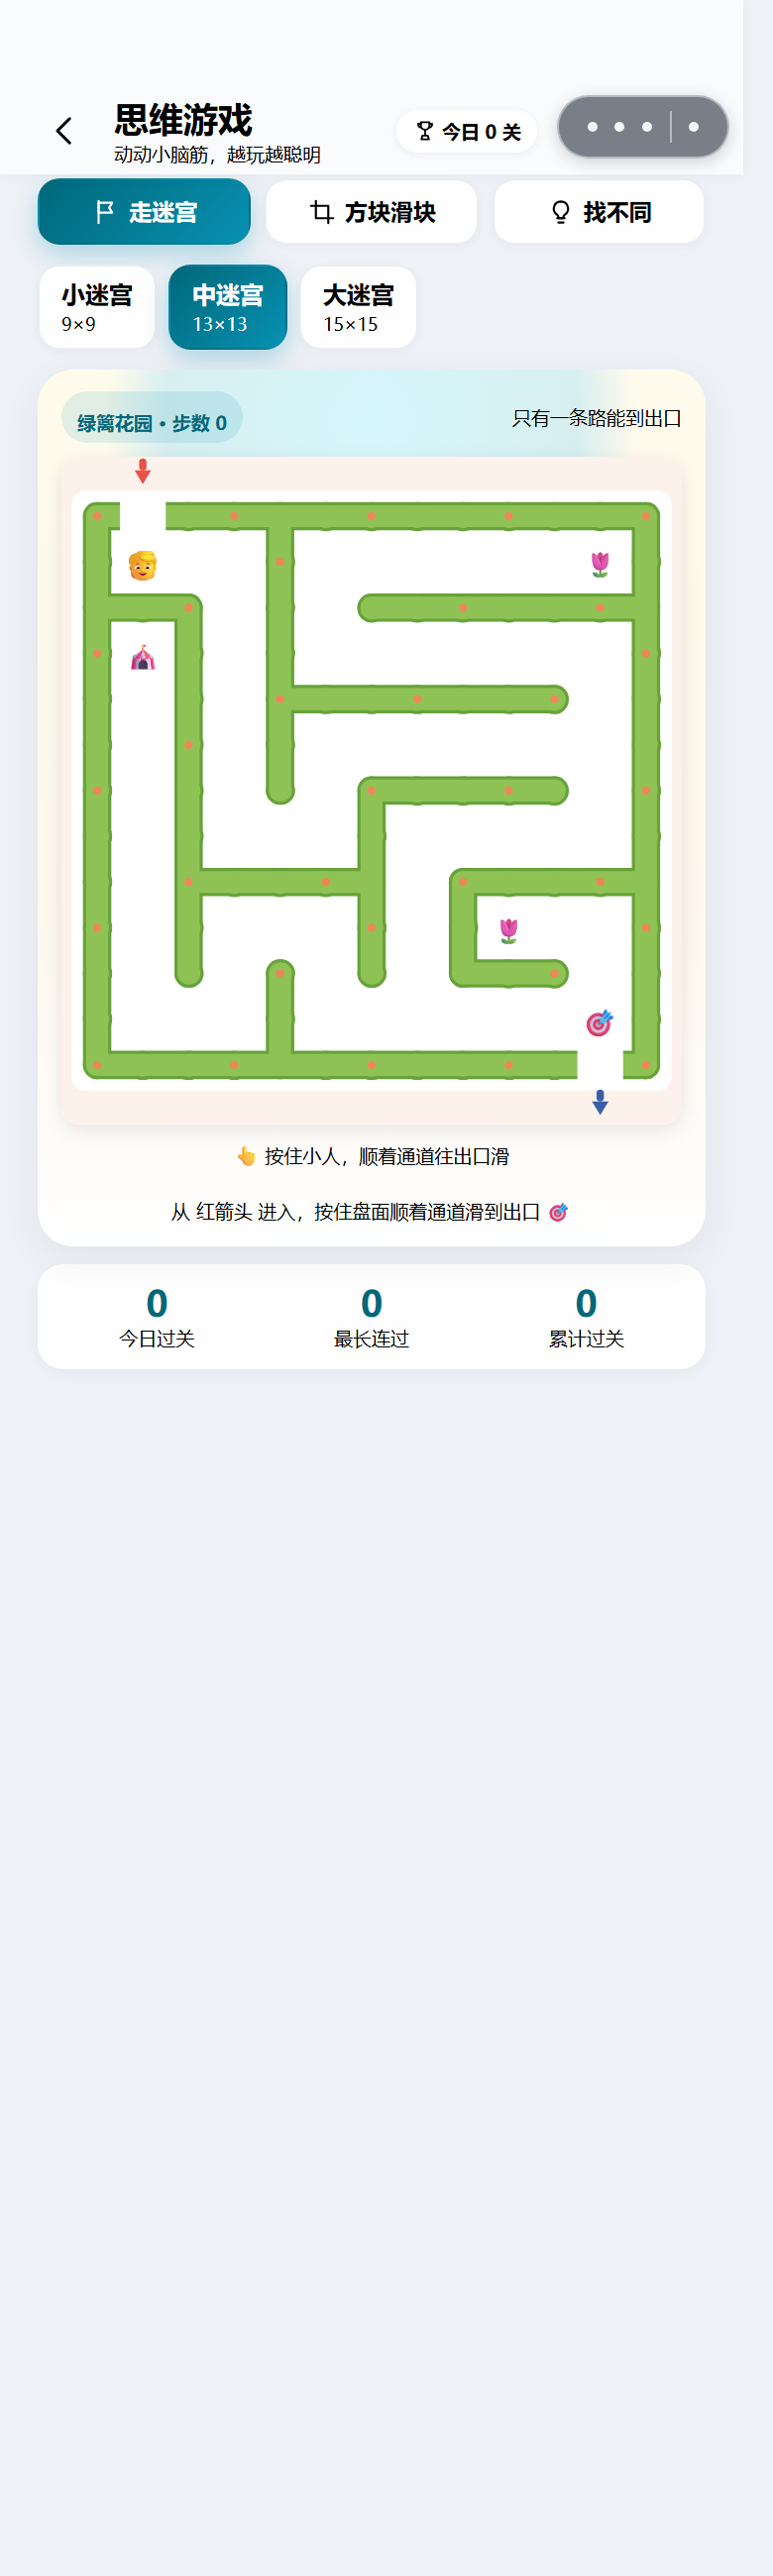 思维游戏
动动小脑筋，越玩越聪明
今日 0 关
走迷宫
方块滑块
找不同
小迷宫
9×9
中迷宫
13×13
大迷宫
15×15
绿篱花园 • 步数 0
只有一条路能到出口
按住小人，顺着通道往出口滑
从 红箭头 进入，按住盘面顺着通道滑到出口
0
今日过关
0
最长连过
0
累计过关